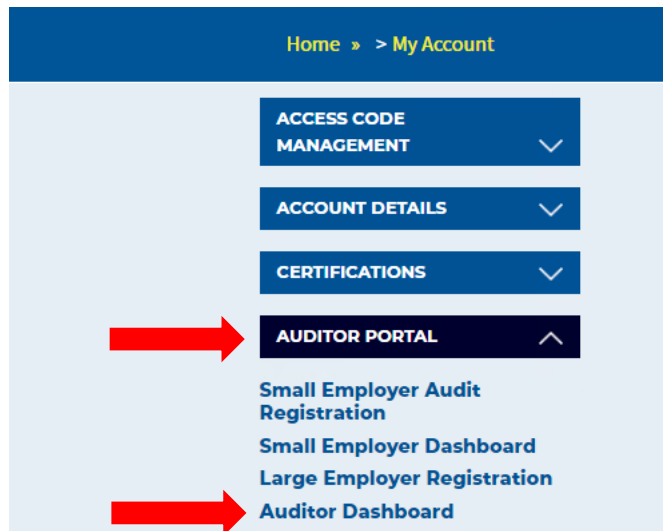 Home » > My Account
ACCESS CODE
MANAGEMENT
ACCOUNT DETAILS
CERTIFICATIONS
AUDITOR PORTAL
Small Employer Audit
Registration
Small Employer Dashboard
Large Employer Registration
Auditor Dashboard